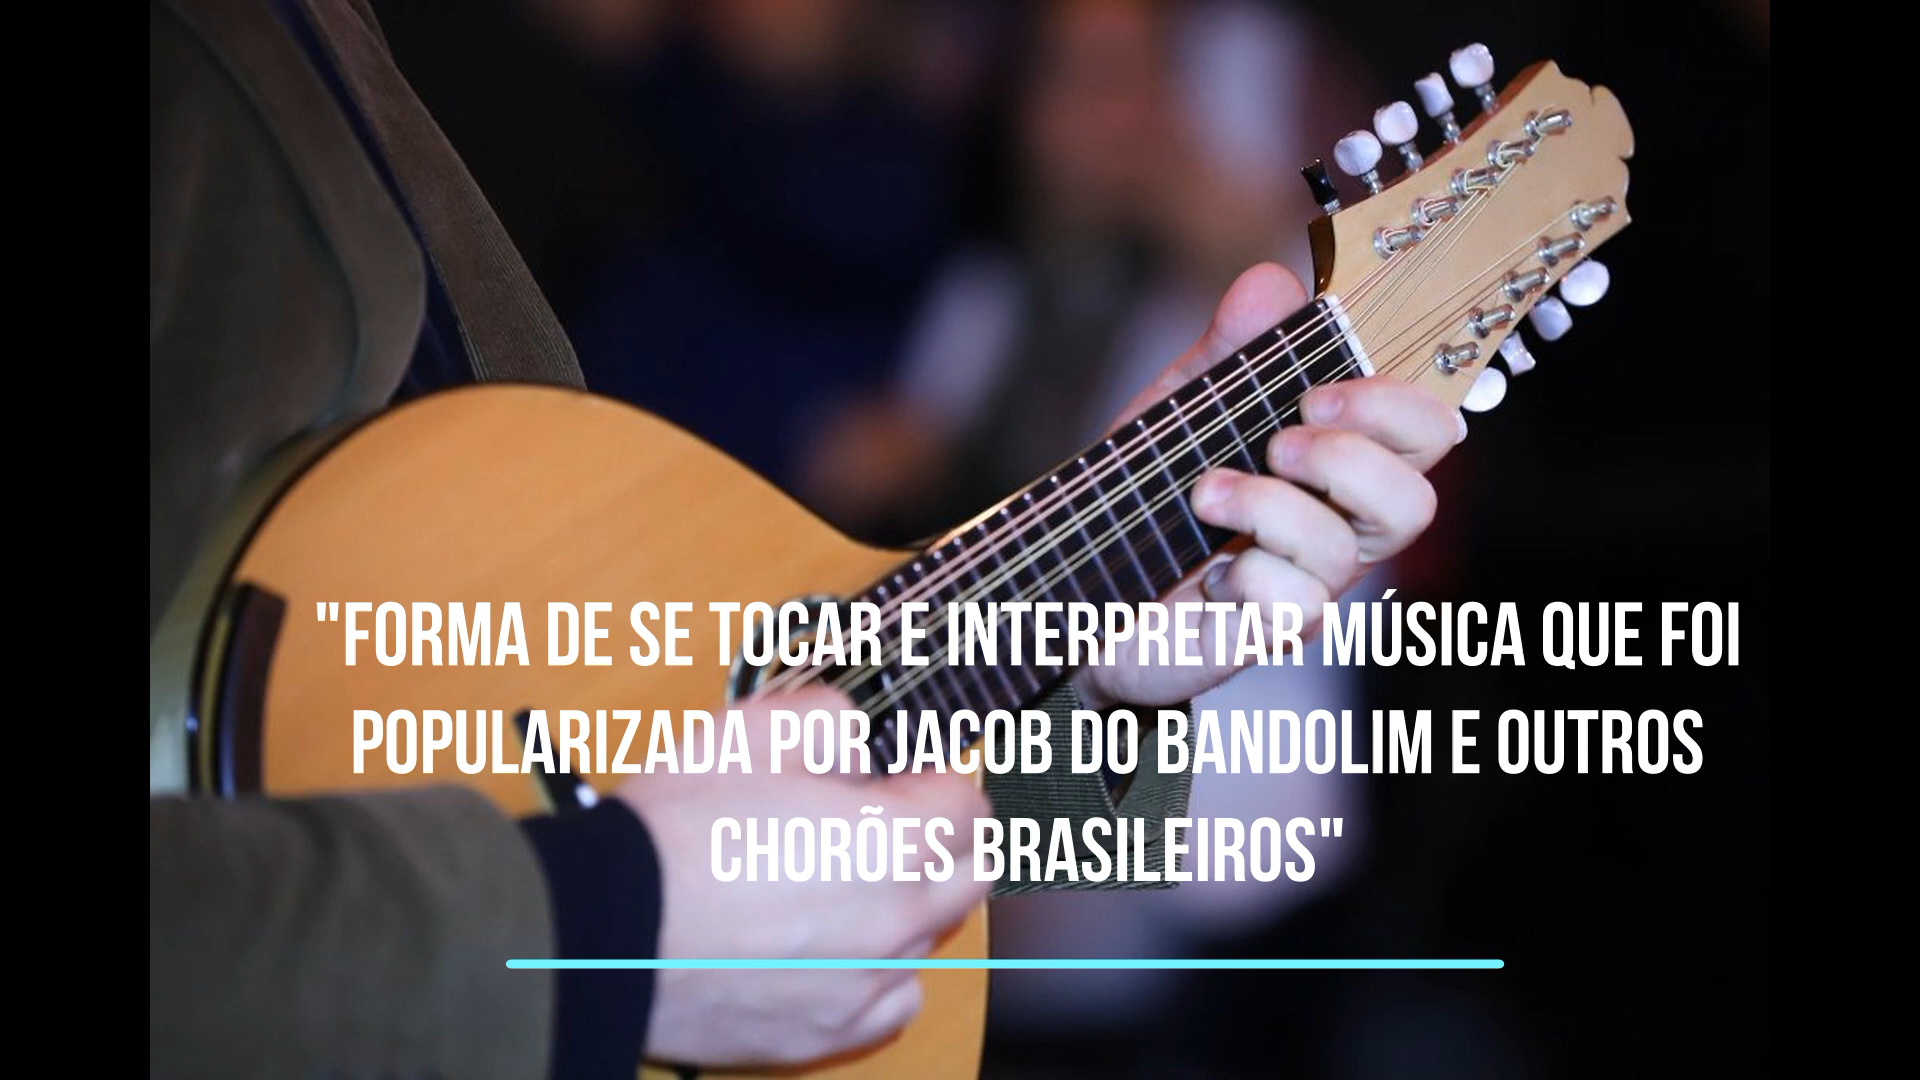 "FORMA DE SE TOCAR E INTERPRETAR MÚSICA QUE FOI
POPULARIZADA POR JACOB DO BANDOLIM E OUTROS
CHORÕES BRASILEIROS"